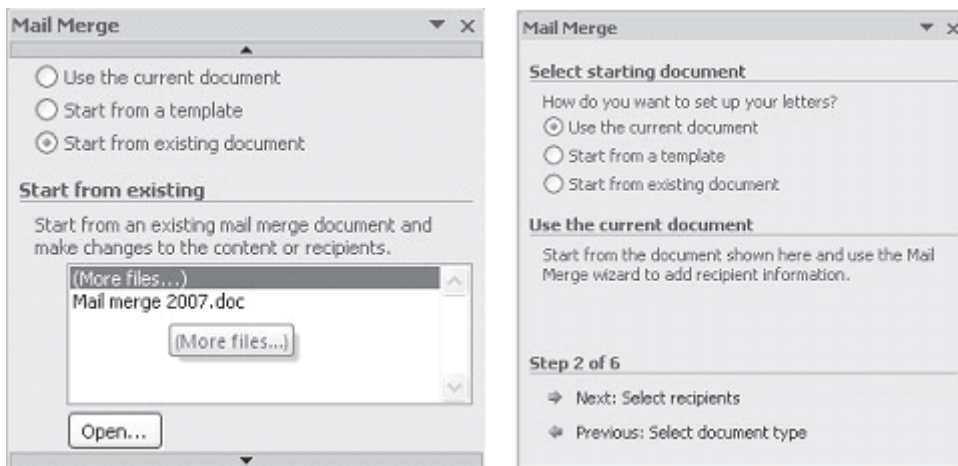 Mail Merge
Use the current document
Start from a template
Start from existing document
Start from existing
Start from an existing mail merge document and
make changes to the content or recipients.
(More files...)
Mail merge 2007.doc
(More files...)
Open...
Mail Merge
Select starting document
How do you want to set up your letters?
Use the current document
Start from a template
Start from existing document
Use the current document
Start from the document shown here and use the Mail
Merge wizard to add recipient information.
Step 2 of 6
Next: Select recipients
Previous: Select document type